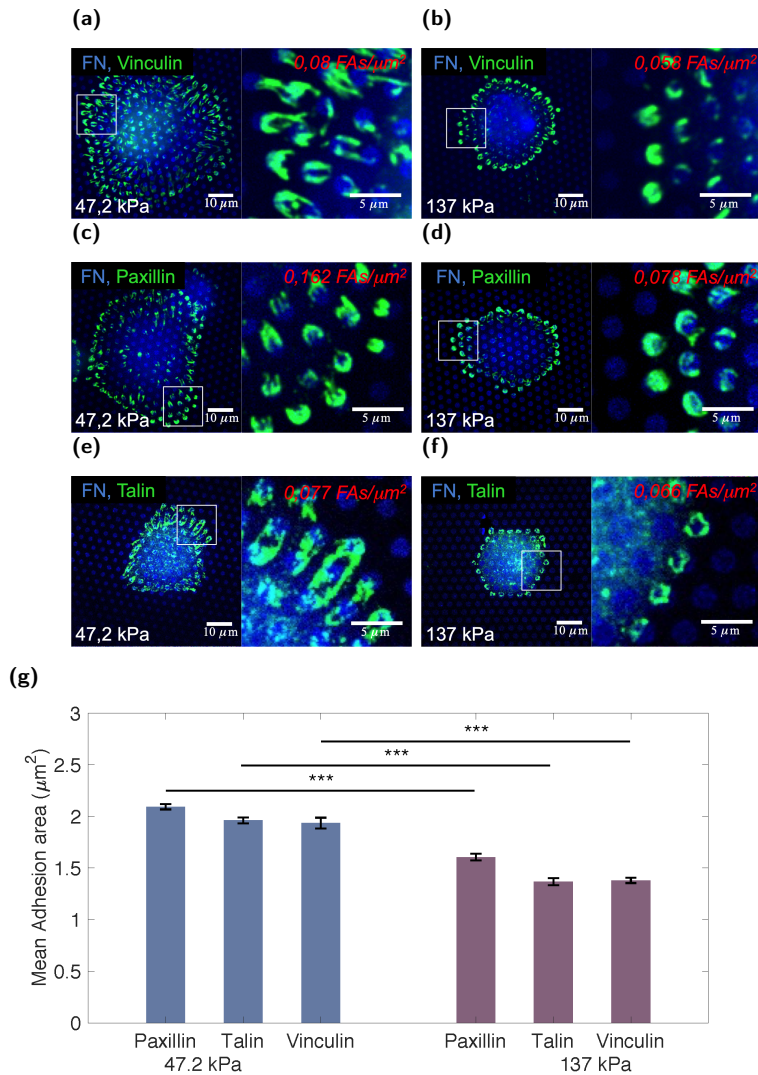 (a)
(b)
FN, Vinculin
0,08 FAs/μm²
47,2 kPa
10 μm
5 μm
FN, Vinculin
0,058 FAs/μm²
137 kPa
10 μm
5 μm
(c)
(d)
FN, Paxillin
0,162 FAs/μm²
47,2 kPa
10 μm
5 μm
FN, Paxillin
0,078 FAs/μm²
137 kPa
10 μm
5 μm
(e)
(f)
FN, Talin
0,077 FAs/μm²
47,2 kPa
10 μm
5 μm
FN, Talin
0,066 FAs/μm²
137 kPa
10 μm
5 μm
(g)
Mean Adhesion area (μm²)
3
2.5
2
1.5
1
0.5
0
***
***
***
Paxillin Talin Vinculin Paxillin Talin Vinculin
47.2 kPa 137 kPa